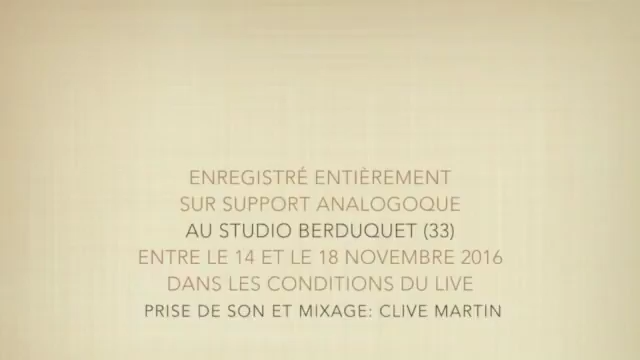 ENREGISTRÉ ENTIÈREMENT
SUR SUPPORT ANALOGOQUE
AU STUDIO BERDUQUET (33)
ENTRE LE 14 ET LE 18 NOVEMBRE 2016
DANS LES CONDITIONS DU LIVE
PRISE DE SON ET MIXAGE: CLIVE MARTIN